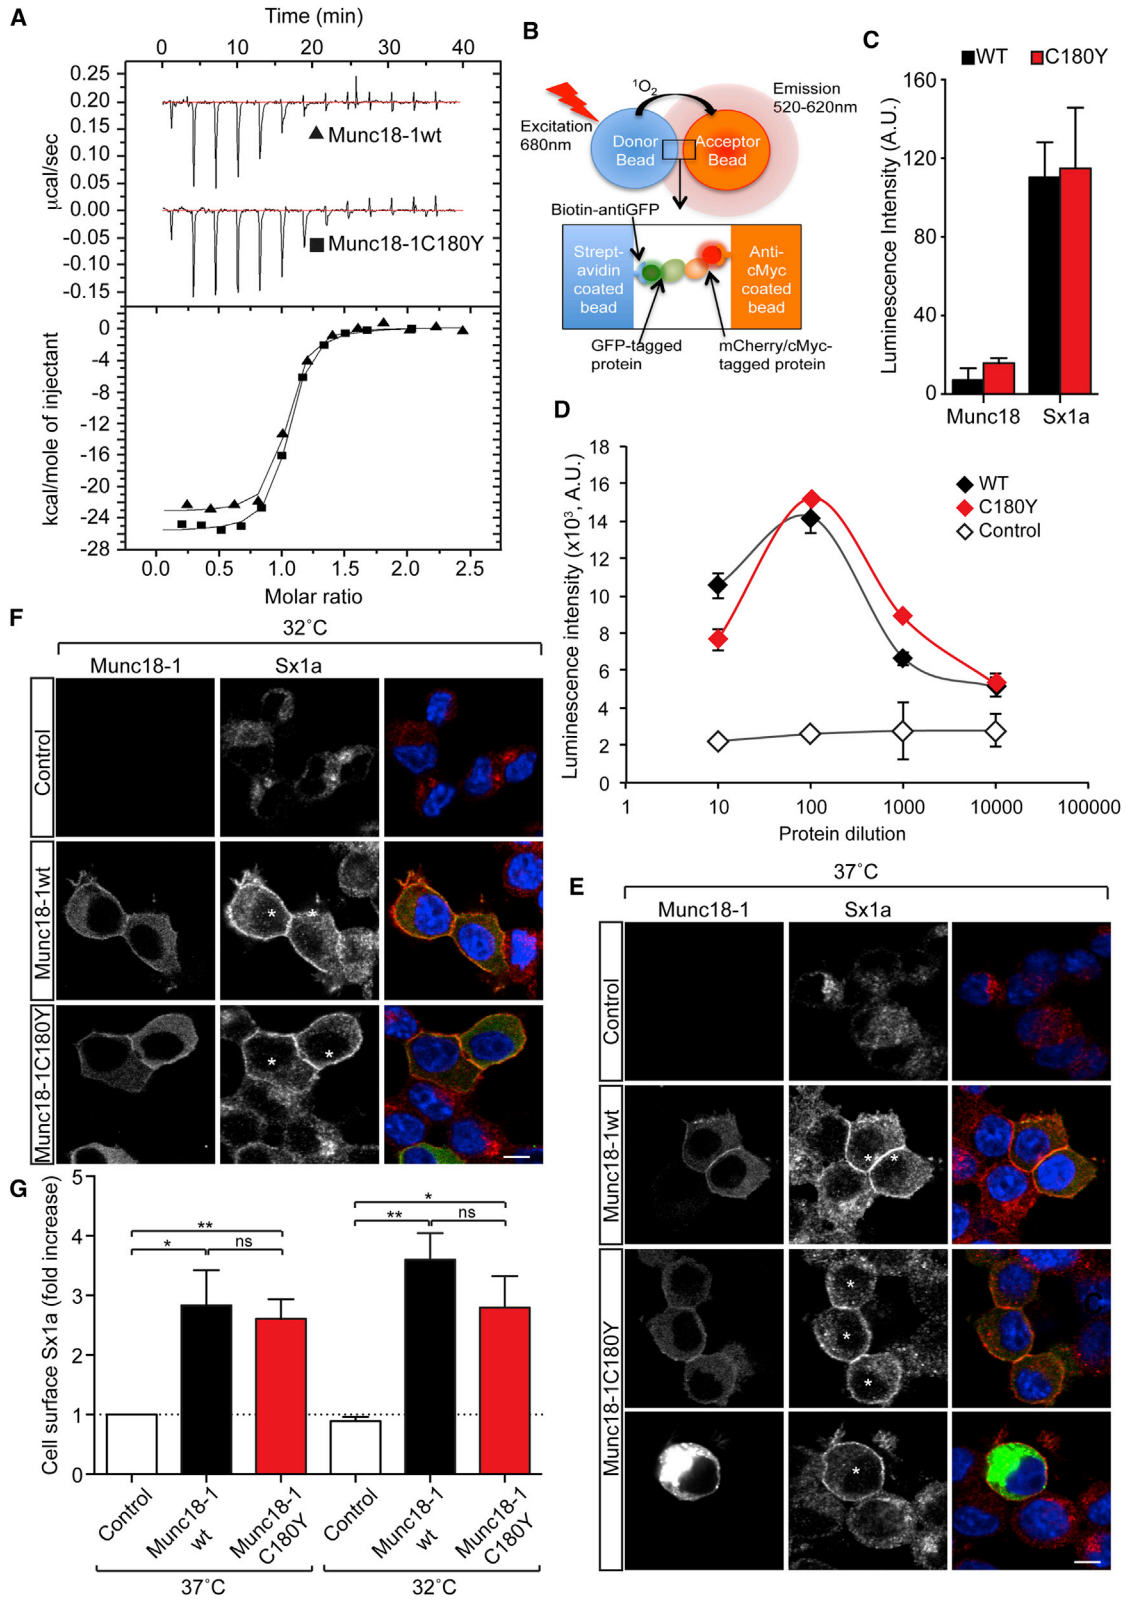 A
Time (min)
0 10 20 30 40
0.25
0.20
0.15
0.10
0.05
0.00
-0.05
-0.10
-0.15
µcal/sec
Munc18-1wt
Munc18-1C180Y
0
-4
-8
-12
-16
-20
-24
-28
kcal/mole of injectant
0.0 0.5 1.0 1.5 2.0 2.5
Molar ratio
B
1O2
Emission
520-620nm
Excitation
680nm
Donor
Bead
Acceptor
Bead
Biotin-antiGFP
Strept-
avidin
coated
bead
Anti-
cMyc
coated
bead
GFP-tagged
protein
mCherry/cMyc-
tagged protein
C
WT C180Y
160
120
80
40
0
Luminescence Intensity (A.U.)
Munc18 Sx1a
D
18
16
14
12
10
8
6
4
2
0
Luminescence intensity (x10³, A.U.)
WT
C180Y
Control
1 10 100 1000 10000 100000
Protein dilution
F
32˚C
Munc18-1 Sx1a
Control
Munc18-1wt
* *
Munc18-1C180Y
* *
E
37˚C
Munc18-1 Sx1a
Control
Munc18-1wt
* *
Munc18-1C180Y
*
*
*
*
G
5
4
3
2
1
0
Cell surface Sx1a (fold increase)
**
* ns
*
** ns
Control
Munc18-1
wt
Munc18-1
C180Y
Control
Munc18-1
wt
Munc18-1
C180Y
37˚C 32˚C